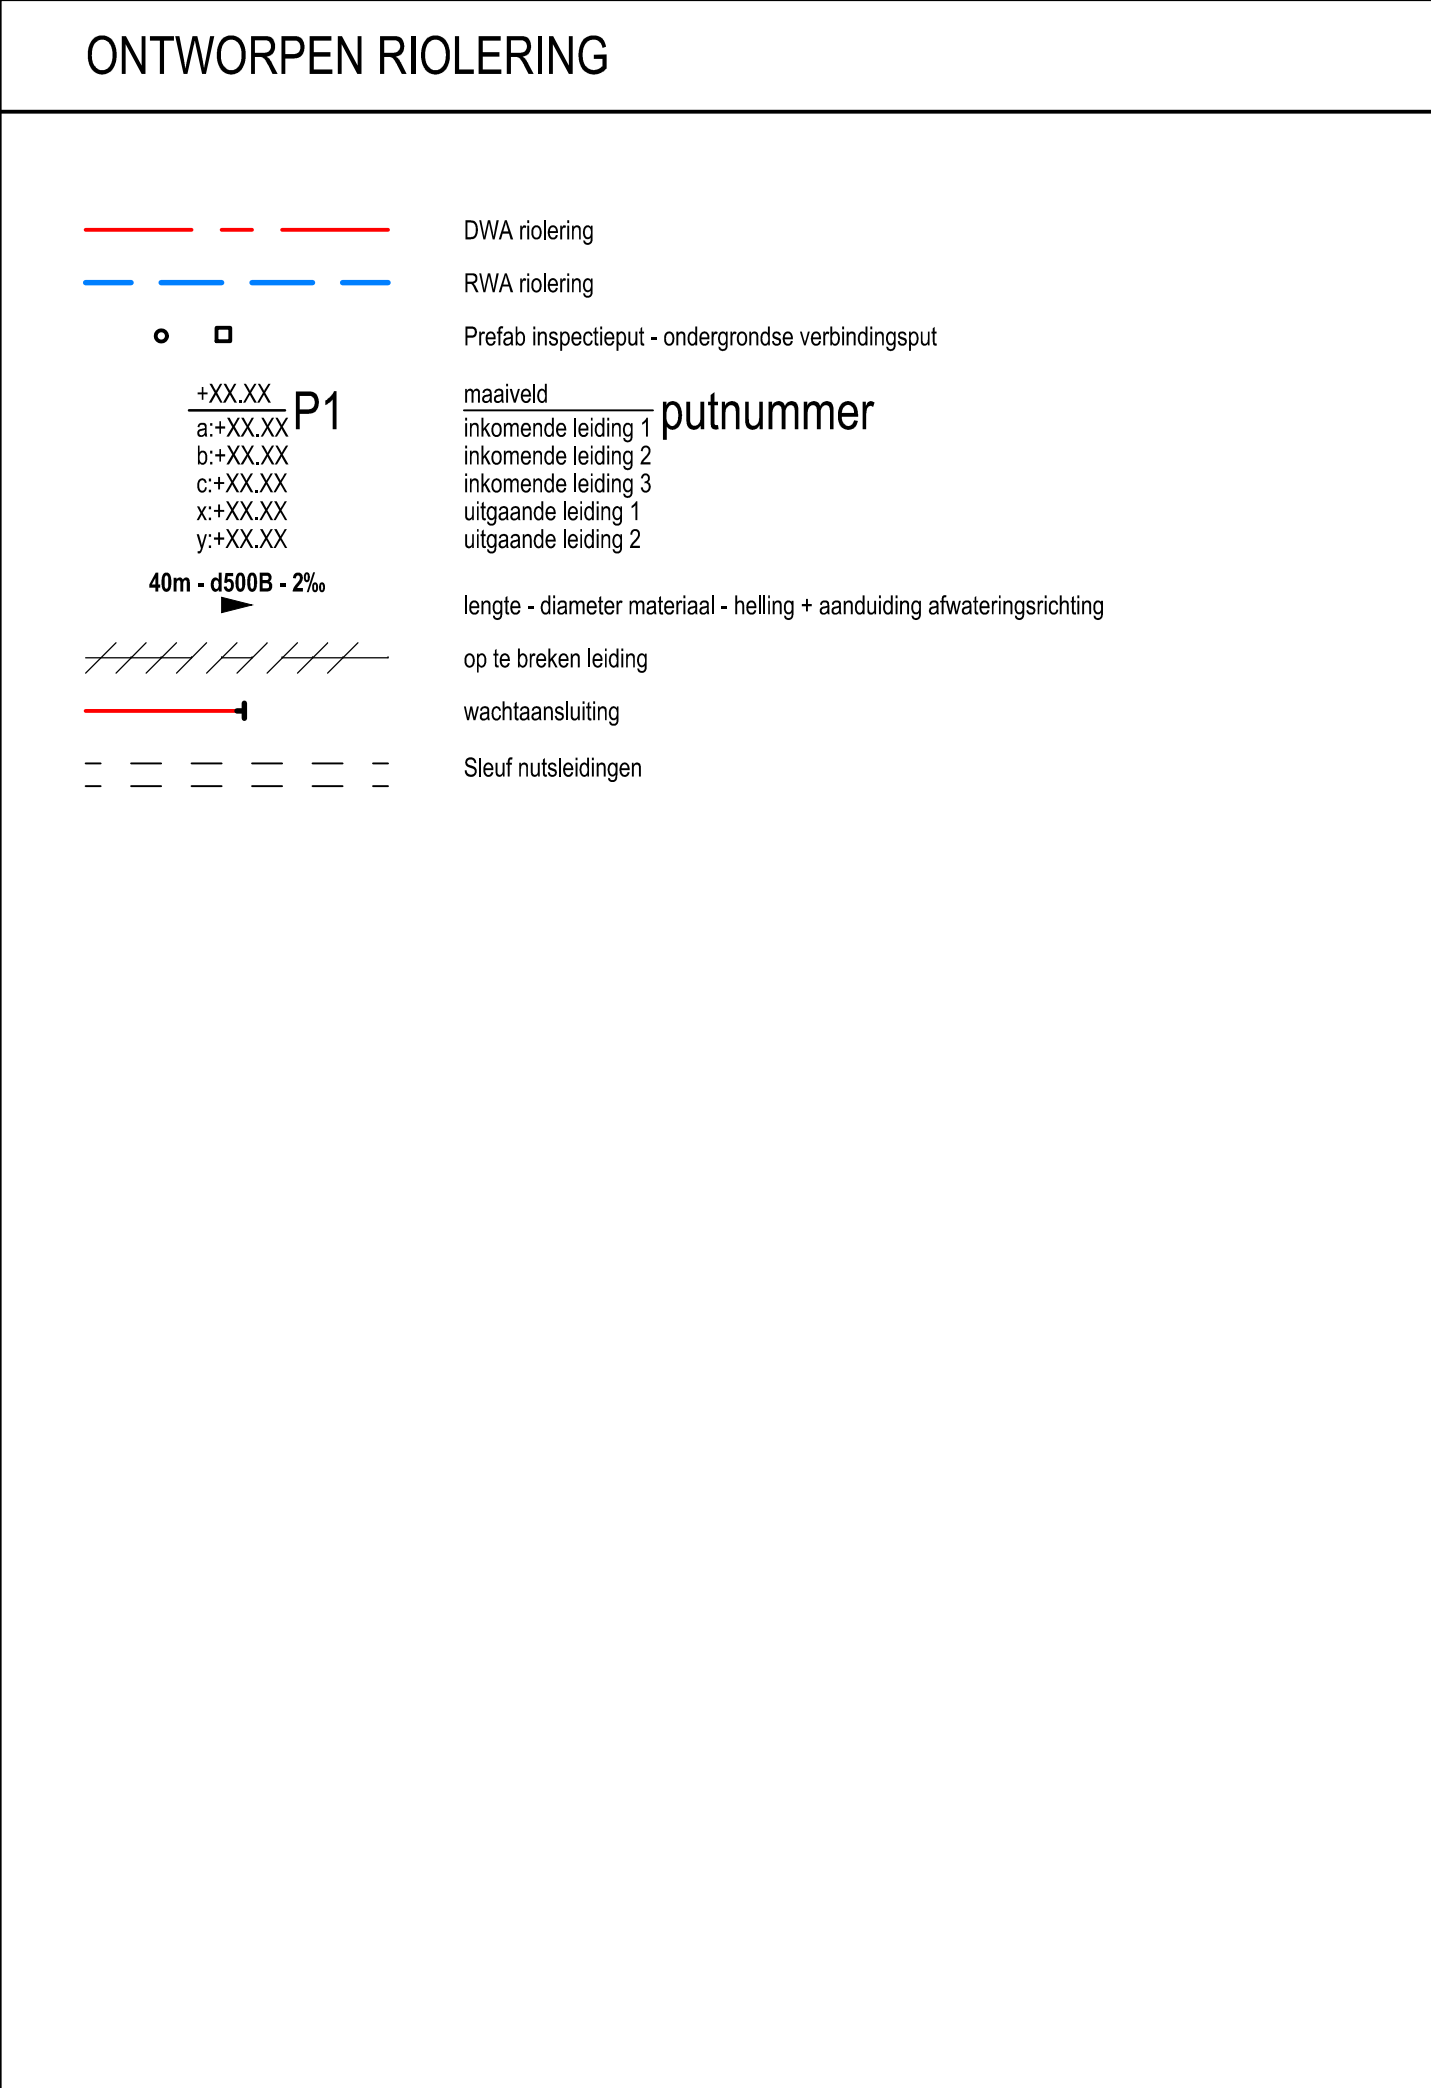 ONTWORPEN RIOLERING
DWA riolering
RWA riolering
Prefab inspectieput - ondergrondse verbindingsput
+XX.XX P1 maaiveld putnummer
a:+XX.XX inkomende leiding 1
b:+XX.XX inkomende leiding 2
c:+XX.XX inkomende leiding 3
x:+XX.XX uitgaande leiding 1
y:+XX.XX uitgaande leiding 2
40m - d500B - 2‰
lengte - diameter materiaal - helling + aanduiding afwateringsrichting
op te breken leiding
wachtaansluiting
Sleuf nutsleidingen